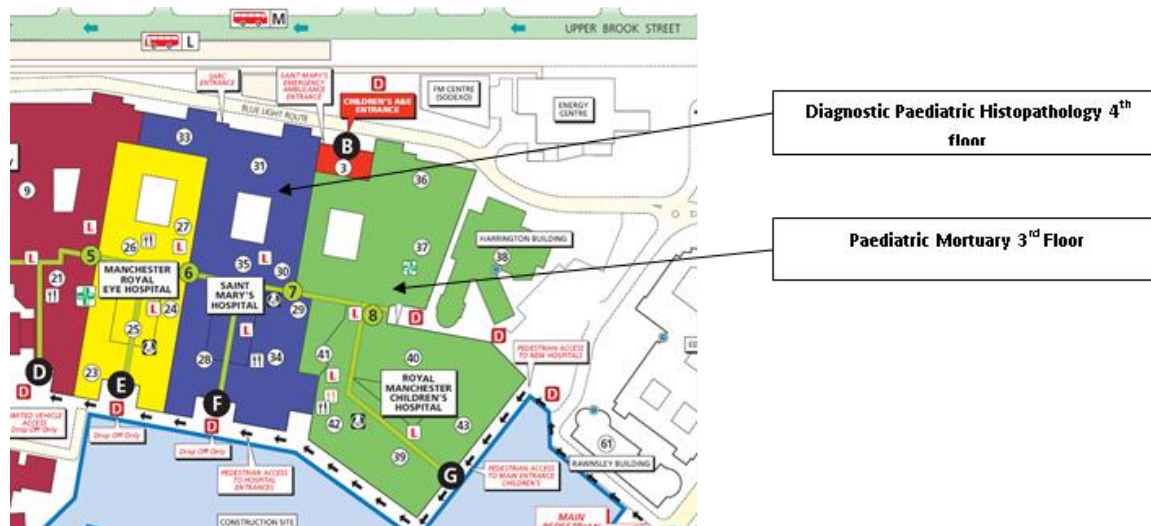 M
L
UPPER BROOK STREET
SARC
ENTRANCE
SAINT MARY'S
EMERGENCY
AMBULANCE
ENTRANCE
D
CHILDREN'S A&E
ENTRANCE
FM CENTRE
(SODEXO)
ENERGY
CENTRE
BLUE LIGHT ROUTE
Diagnostic Paediatric Histopathology 4th
floor
33
31
B
3
36
9
27
26
L
L
L
5
MANCHESTER
ROYAL
EYE HOSPITAL
6
35
L
30
SAINT
MARY'S
HOSPITAL
7
29
37
HARRINGTON BUILDING
38
Paediatric Mortuary 3rd Floor
21
L
24
25
L
L
8
D
D
28
34
41
L
40
PEDESTRIAN ACCESS
TO NEW HOSPITALS
D
23
D
E
F
ROYAL
MANCHESTER
CHILDREN'S
HOSPITAL
D
D
D
42
L
43
39
VEHICLE
ACCESS
Drop Off Only
Drop Off Only
Drop Off Only
PEDESTRIAN ACCESS
TO HOSPITAL
ENTRANCES
G
PEDESTRIAN ACCESS
TO MAIN ENTRANCE
CHILDREN'S
61
RAWNSLEY BUILDING
CONSTRUCTION SITE
MAIN